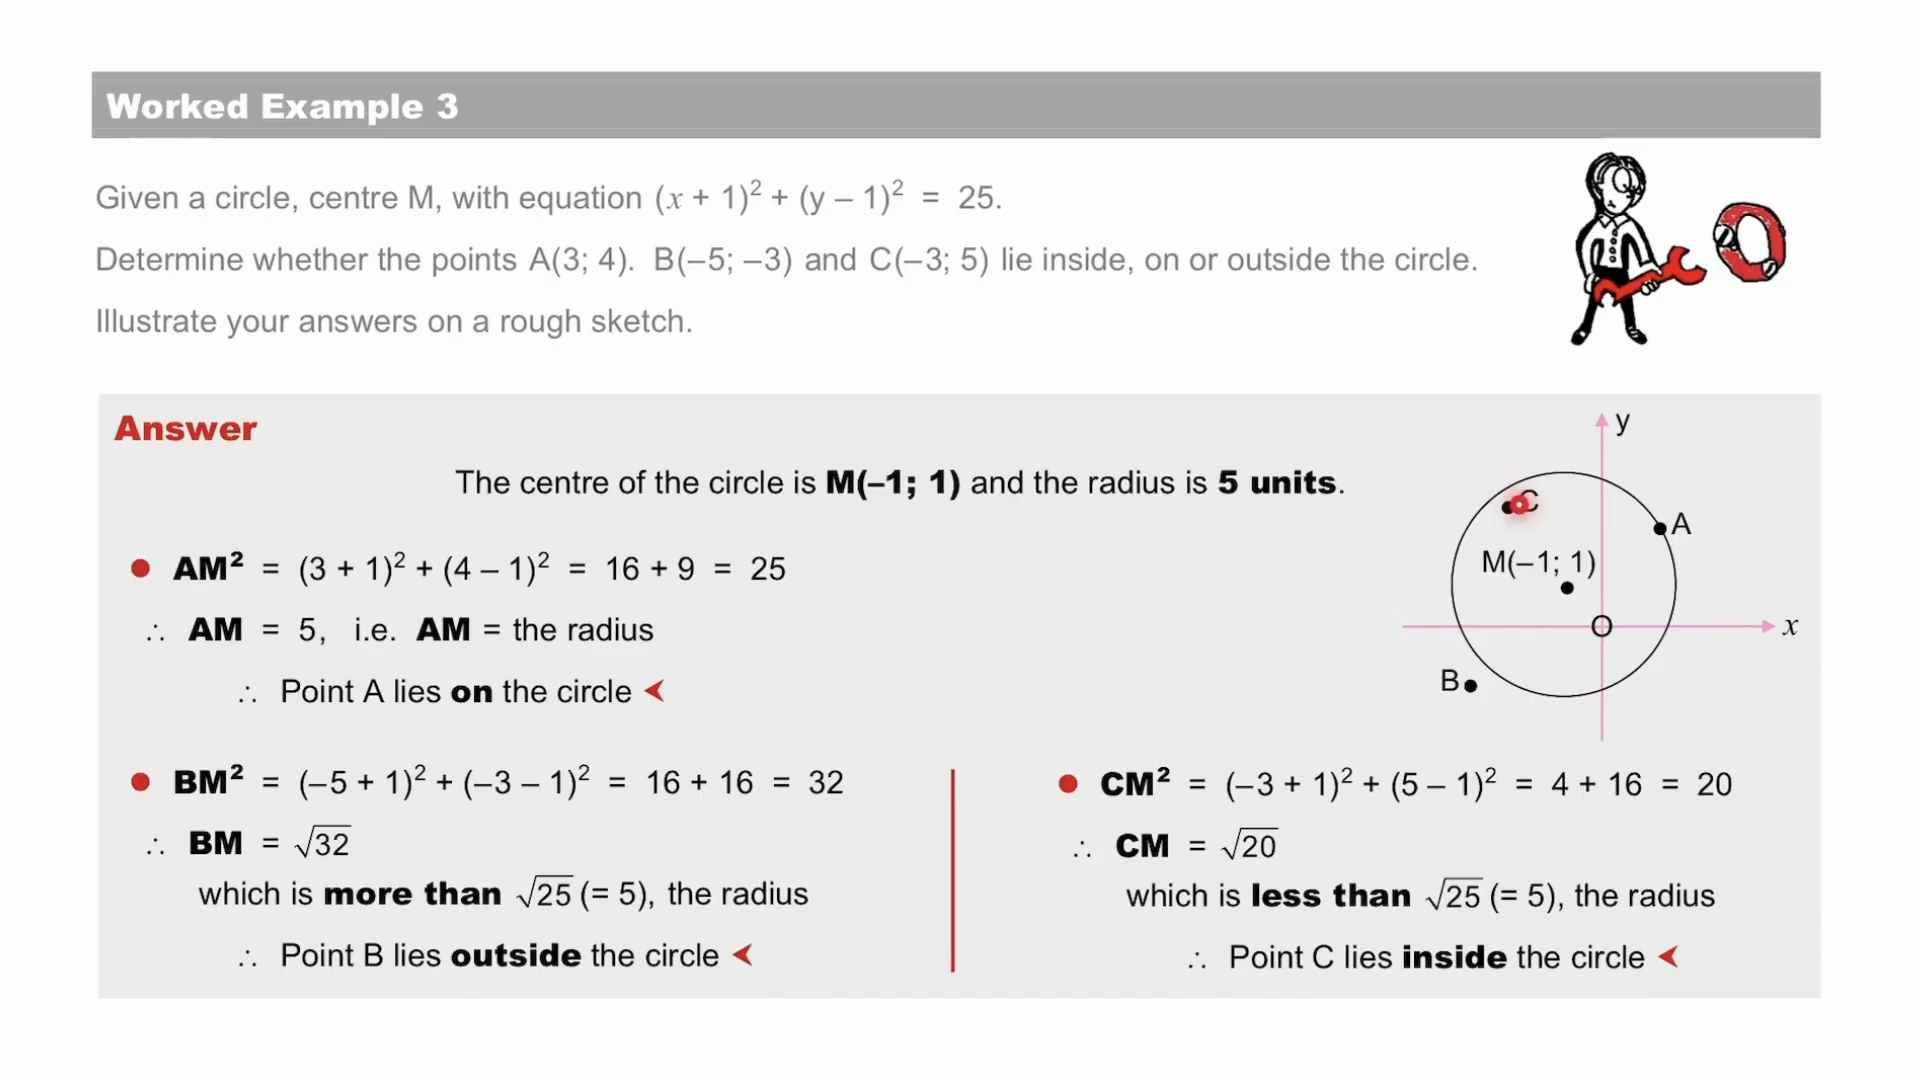 Worked Example 3
Given a circle, centre M, with equation (x + 1)² + (y – 1)² = 25.
Determine whether the points A(3; 4). B(–5; –3) and C(–3; 5) lie inside, on or outside the circle.
Illustrate your answers on a rough sketch.
Answer
The centre of the circle is M(–1; 1) and the radius is 5 units.
● AM² = (3 + 1)² + (4 – 1)² = 16 + 9 = 25
∴ AM = 5, i.e. AM = the radius
∴ Point A lies on the circle
y
C
A
M(–1; 1)
O
x
B
● BM² = (–5 + 1)² + (–3 – 1)² = 16 + 16 = 32
∴ BM = √32
which is more than √25 (= 5), the radius
∴ Point B lies outside the circle
● CM² = (–3 + 1)² + (5 – 1)² = 4 + 16 = 20
∴ CM = √20
which is less than √25 (= 5), the radius
∴ Point C lies inside the circle